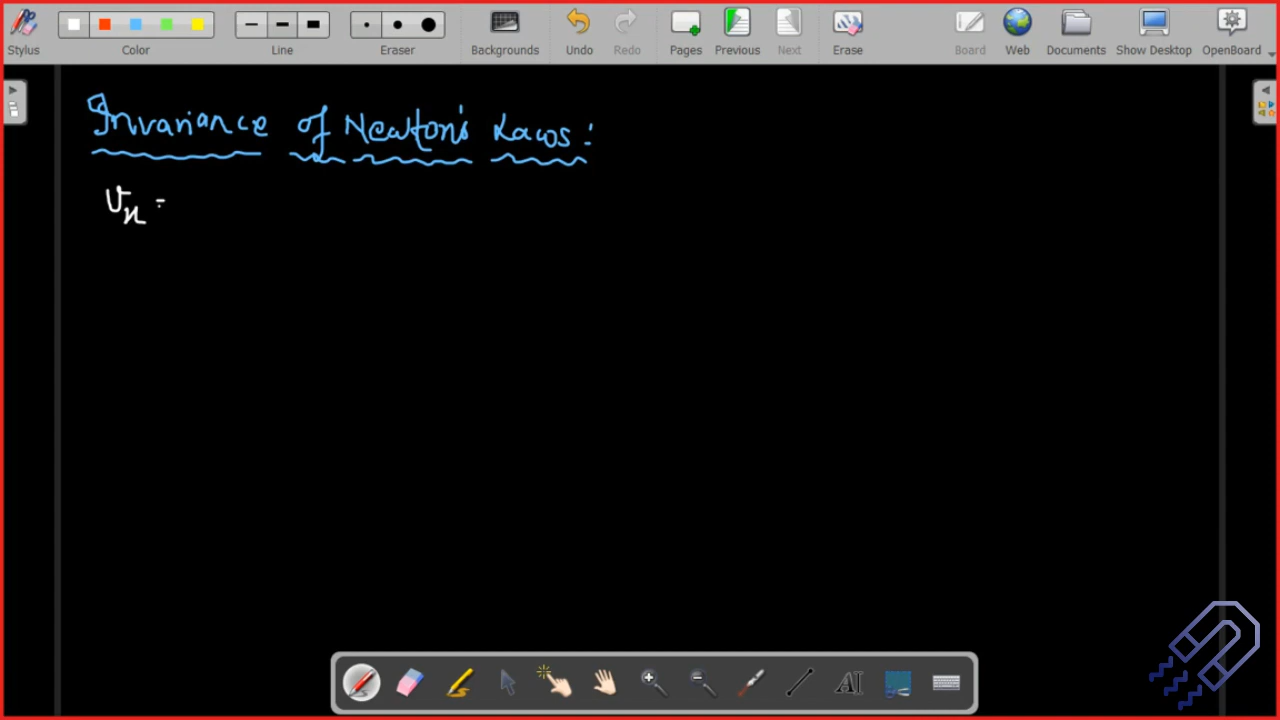 Stylus Color Line Eraser Backgrounds Undo Redo Pages Previous Next Erase Board Web Documents Show Desktop OpenBoard
Invariance of Newton's Laws:
Vx =
AI